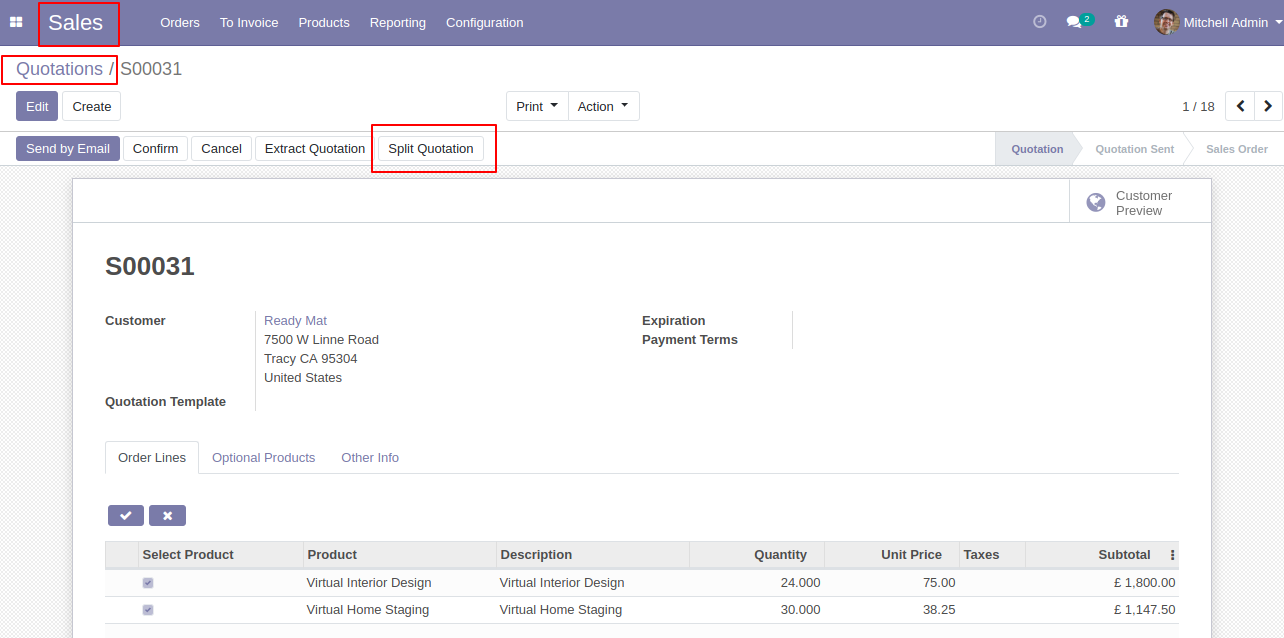 Sales Orders To Invoice Products Reporting Configuration 2 Mitchell Admin
Quotations / S00031
Edit Create Print Action 1 / 18
Send by Email Confirm Cancel Extract Quotation Split Quotation Quotation Quotation Sent Sales Order
Customer
Preview
S00031
Customer Ready Mat Expiration
7500 W Linne Road Payment Terms
Tracy CA 95304
United States
Quotation Template
Order Lines Optional Products Other Info
Select Product Product Description Quantity Unit Price Taxes Subtotal
Virtual Interior Design Virtual Interior Design 24.000 75.00 £ 1,800.00
Virtual Home Staging Virtual Home Staging 30.000 38.25 £ 1,147.50